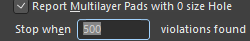 Report Multilayer Pads with 0 size Hole
Stop when 500 violations found